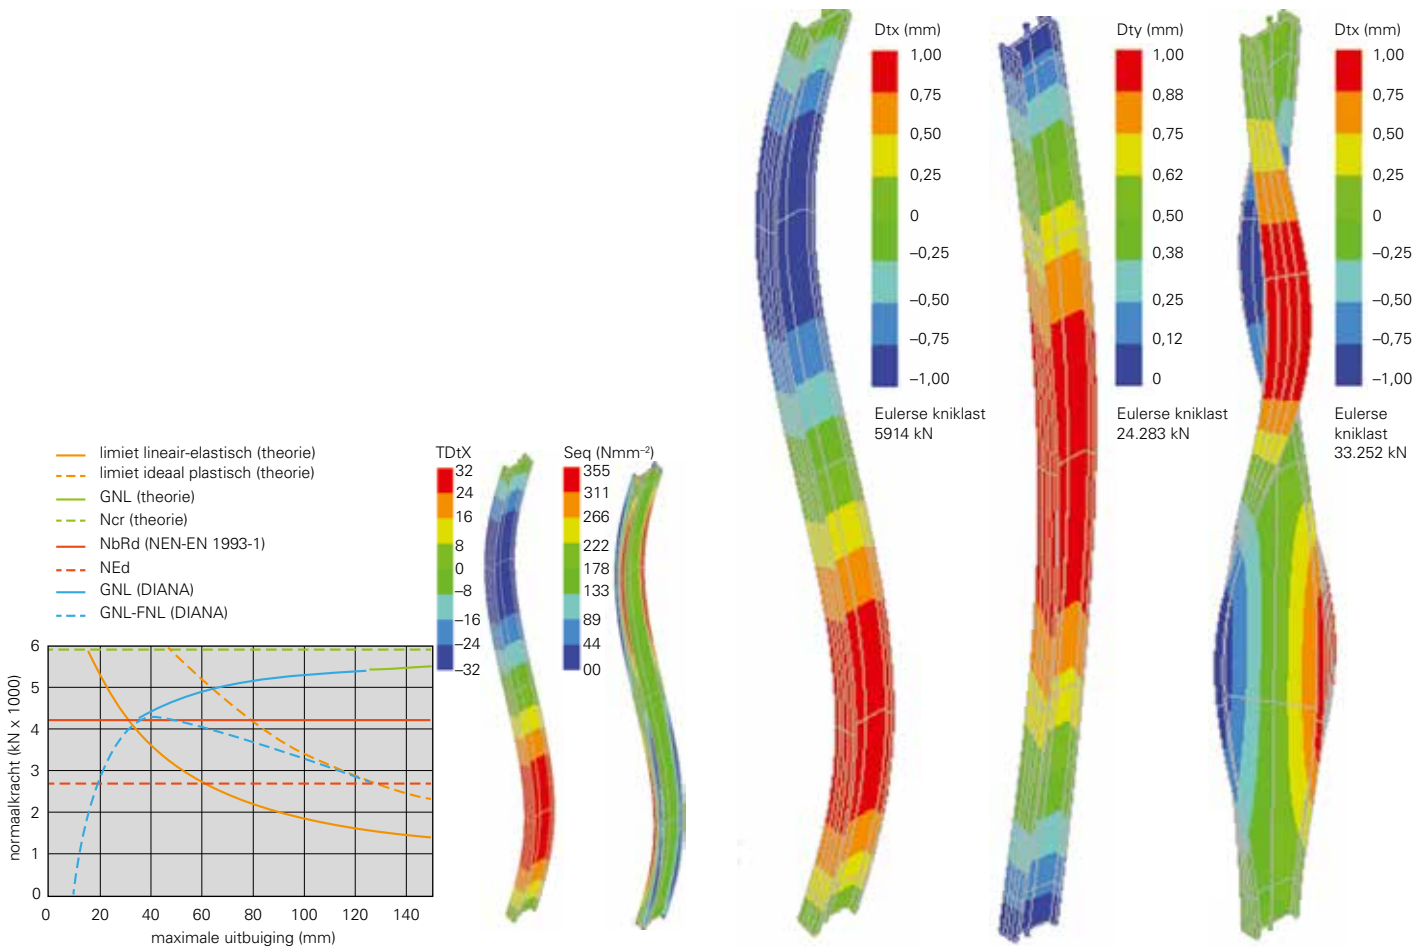 limiet lineair-elastisch (theorie)
limiet ideaal plastisch (theorie)
GNL (theorie)
Ncr (theorie)
NbRd (NEN-EN 1993-1)
NEd
GNL (DIANA)
GNL-FNL (DIANA)
normaalkracht (kN x 1000)
6
5
4
3
2
1
0
0 20 40 60 80 100 120 140
maximale uitbuiging (mm)
TDtX
32
24
16
8
0
–8
–16
–24
–32
Seq (Nmm⁻²)
355
311
266
222
178
133
89
44
00
Dtx (mm)
1,00
0,75
0,50
0,25
0
–0,25
–0,50
–0,75
–1,00
Eulerse kniklast
5914 kN
Dty (mm)
1,00
0,88
0,75
0,62
0,50
0,38
0,25
0,12
0
Eulerse kniklast
24.283 kN
Dtx (mm)
1,00
0,75
0,50
0,25
0
–0,25
–0,50
–0,75
–1,00
Eulerse
kniklast
33.252 kN